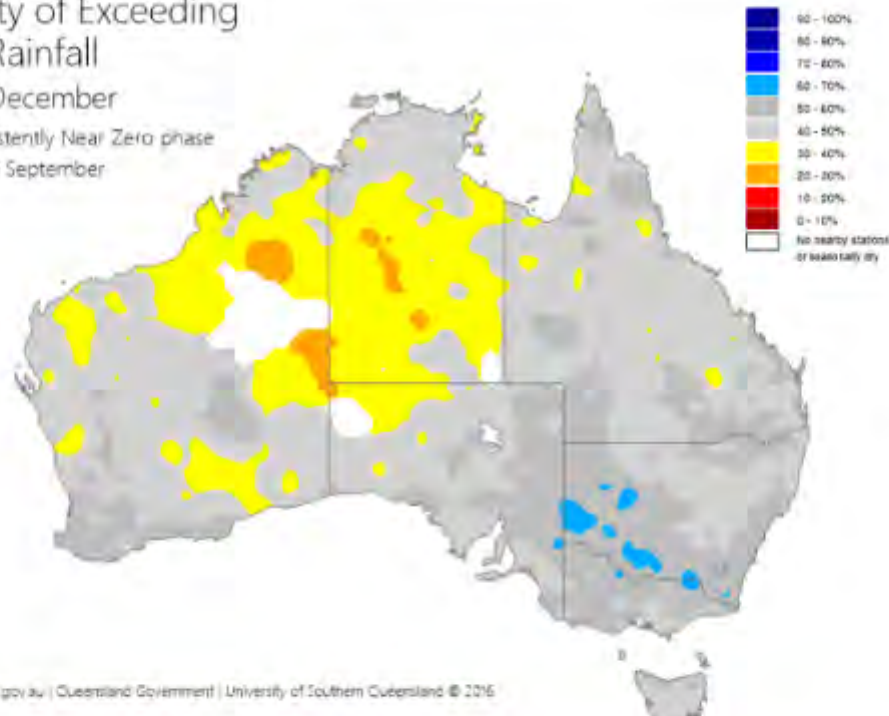 ty of Exceeding
Rainfall
December
stently Near Zero phase
September
90 - 100%
80 - 90%
70 - 80%
60 - 70%
50 - 60%
40 - 50%
30 - 40%
20 - 30%
10 - 20%
0 - 10%
No nearby stations
or seasonally dry
gov.au | Queensland Government | University of Southern Queensland © 2016